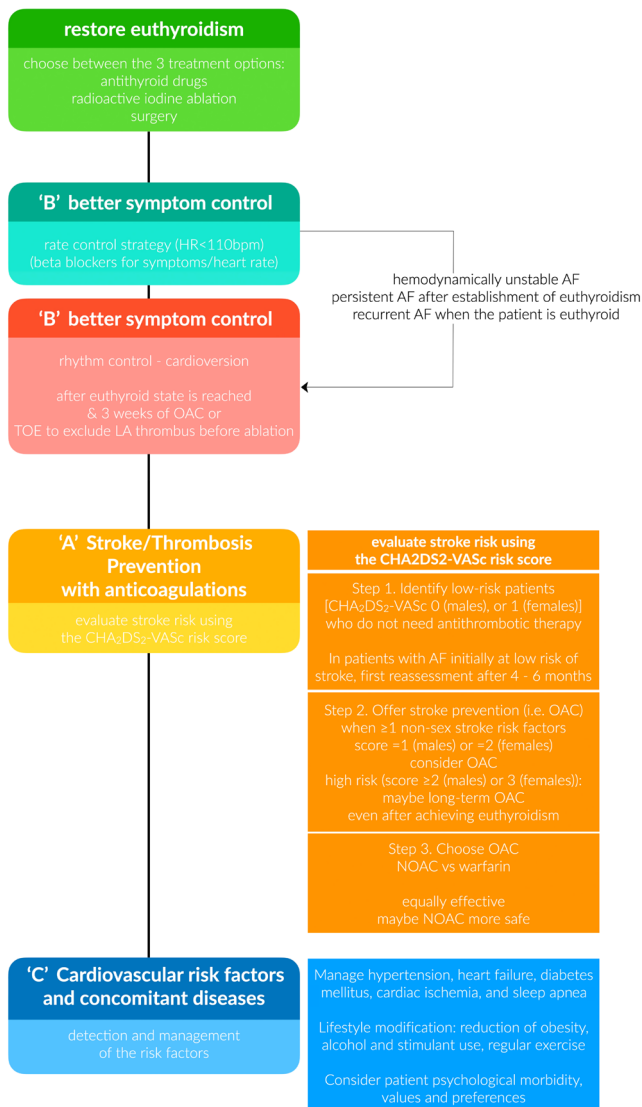 restore euthyroidism
choose between the 3 treatment options:
antithyroid drugs
radioactive iodine ablation
surgery
‘B’ better symptom control
rate control strategy (HR<110bpm)
(beta blockers for symptoms/heart rate)
hemodynamically unstable AF
persistent AF after establishment of euthyroidism
recurrent AF when the patient is euthyroid
‘B’ better symptom control
rhythm control - cardioversion
after euthyroid state is reached
& 3 weeks of OAC or
TOE to exclude LA thrombus before ablation
‘A’ Stroke/Thrombosis
Prevention
with anticoagulations
evaluate stroke risk using
the CHA₂DS₂-VASc risk score
evaluate stroke risk using
the CHA2DS2-VASc risk score
Step 1. Identify low-risk patients
[CHA₂DS₂-VASc 0 (males), or 1 (females)]
who do not need antithrombotic therapy
In patients with AF initially at low risk of
stroke, first reassessment after 4 - 6 months
Step 2. Offer stroke prevention (i.e. OAC)
when ≥1 non-sex stroke risk factors
score =1 (males) or =2 (females)
consider OAC
high risk (score ≥2 (males) or 3 (females)):
maybe long-term OAC
even after achieving euthyroidism
Step 3. Choose OAC
NOAC vs warfarin
equally effective
maybe NOAC more safe
‘C’ Cardiovascular risk factors
and concomitant diseases
detection and management
of the risk factors
Manage hypertension, heart failure, diabetes
mellitus, cardiac ischemia, and sleep apnea
Lifestyle modification: reduction of obesity,
alcohol and stimulant use, regular exercise
Consider patient psychological morbidity,
values and preferences